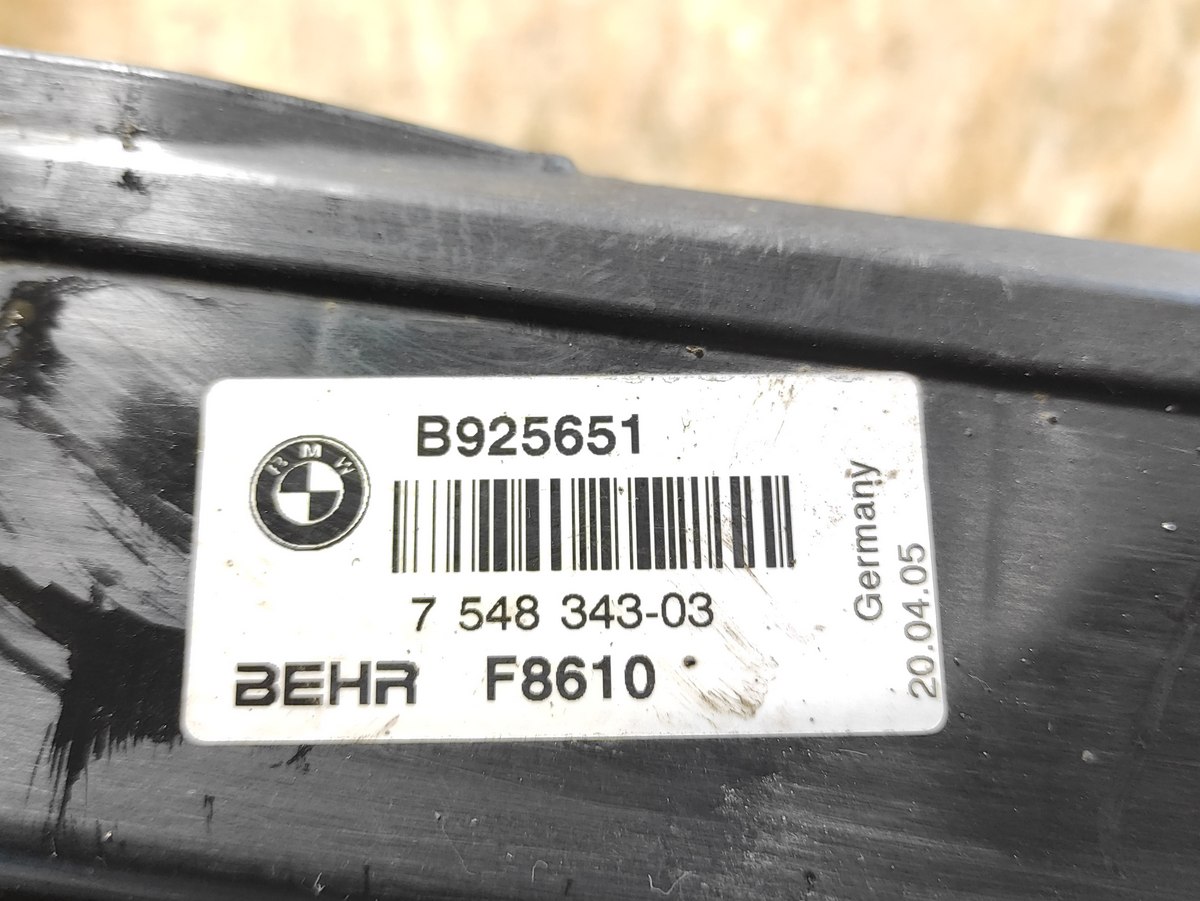 B925651
BMW
7 548 343-03
BEHR F8610
Germany
20.04.05